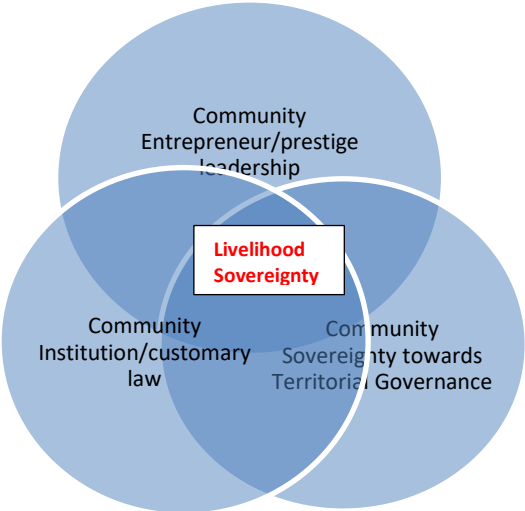 Community
Entrepreneur/prestige
leadership
Livelihood
Sovereignty
Community
Institution/customary
law
Community
Sovereignty towards
Territorial Governance